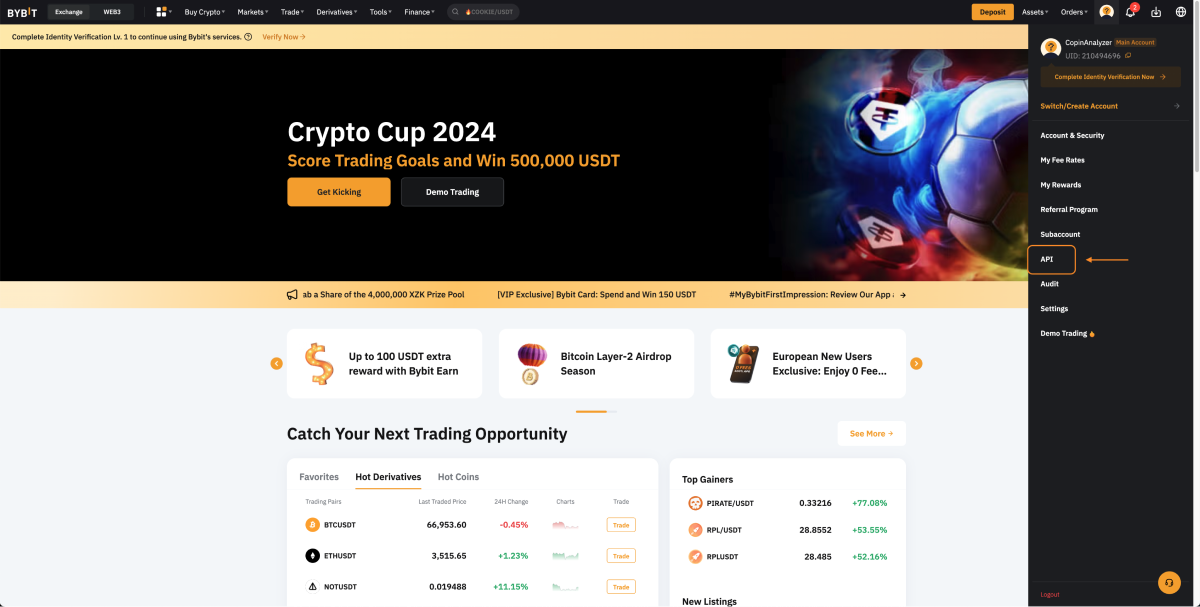 BYBIT
Exchange WEB3
Buy Crypto Markets Trade Derivatives Tools Finance
COOKIE/USDT
Deposit Assets Orders
2
Complete Identity Verification Lv. 1 to continue using Bybit's services. Verify Now →
Crypto Cup 2024
Score Trading Goals and Win 500,000 USDT
Get Kicking Demo Trading
CopinAnalyzer Main Account
UID: 210494696
Complete Identity Verification Now →
Switch/Create Account
Account & Security
My Fee Rates
My Rewards
Referral Program
Subaccount
API
Audit
Settings
Demo Trading
Logout
ab a Share of the 4,000,000 XZK Prize Pool [VIP Exclusive] Bybit Card: Spend and Win 150 USDT #MyBybitFirstImpression: Review Our App
Up to 100 USDT extra
reward with Bybit Earn
Bitcoin Layer-2 Airdrop
Season
European New Users
Exclusive: Enjoy 0 Fee...
Catch Your Next Trading Opportunity
See More →
Favorites Hot Derivatives Hot Coins
Trading Pairs Last Traded Price 24H Change Charts Trade
BTCUSDT 66,953.60 -0.45% Trade
ETHUSDT 3,515.65 +1.23% Trade
NOTUSDT 0.019488 +11.15% Trade
Top Gainers
PIRATE/USDT 0.33216 +77.08%
RPL/USDT 28.8552 +53.55%
RPLUSDT 28.485 +52.16%
New Listings